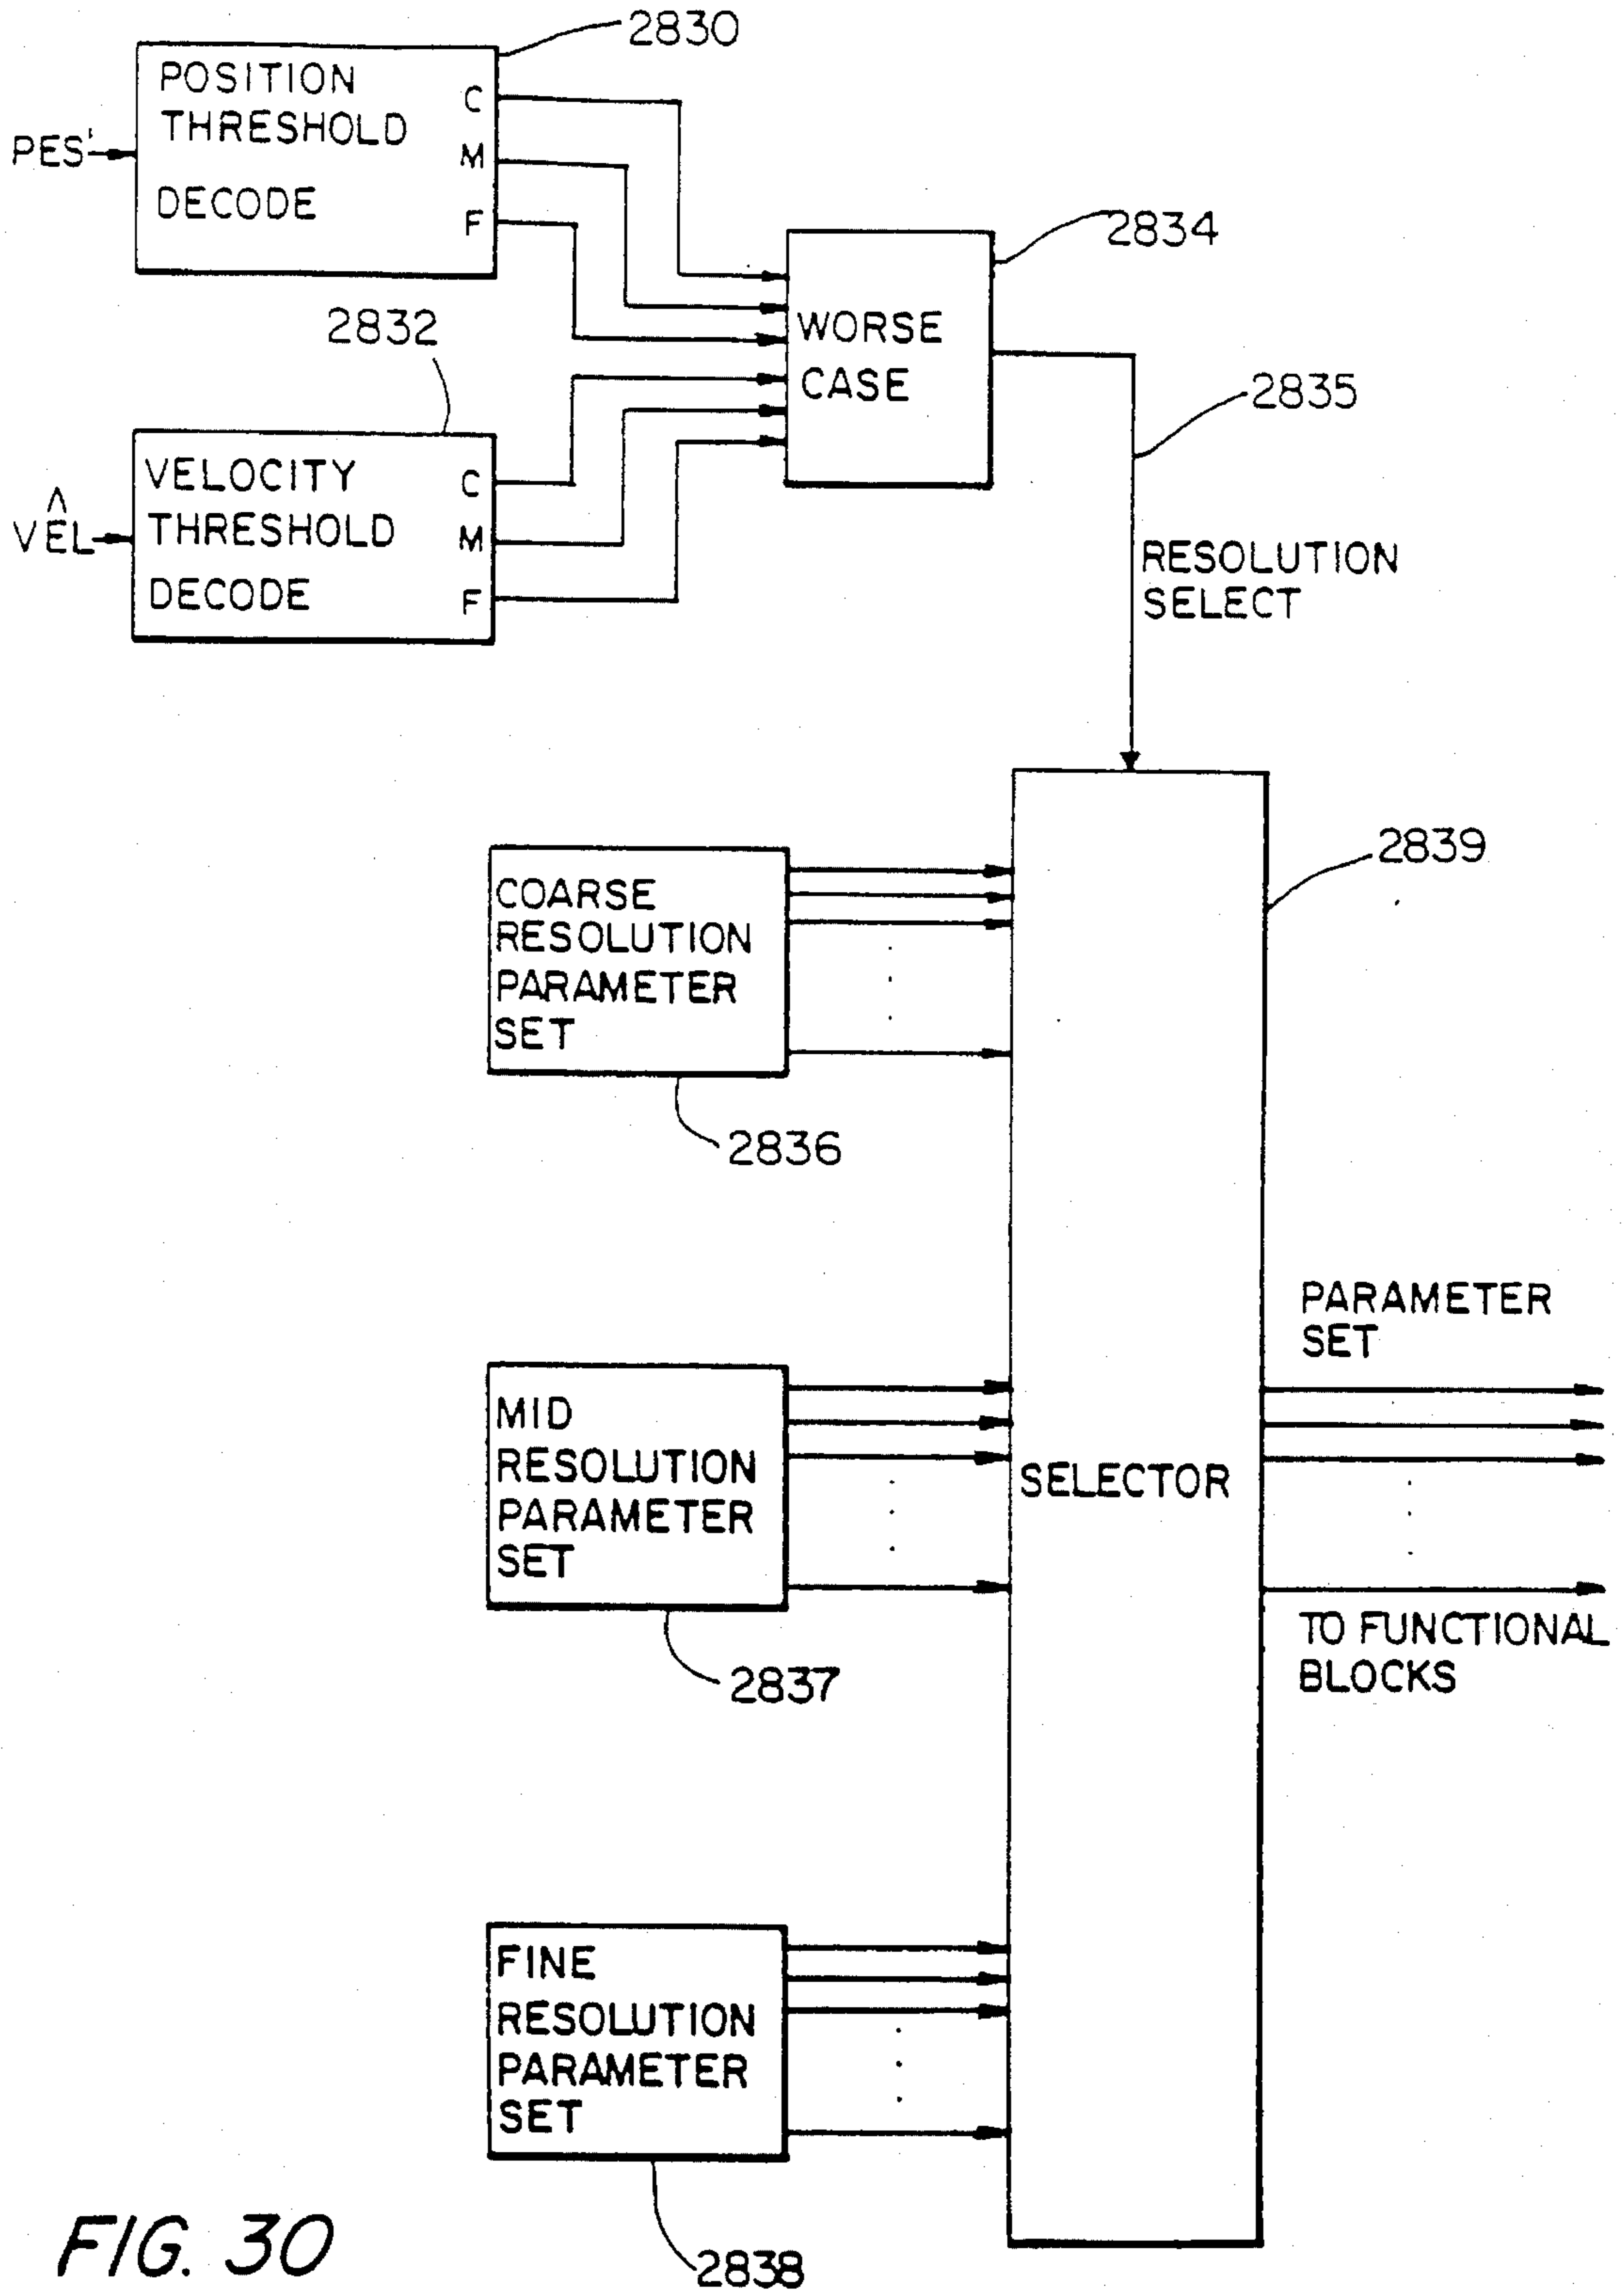 2830
POSITION
THRESHOLD
DECODE
C
M
F
PES'
2834
WORSE
CASE
2832
VELOCITY
THRESHOLD
DECODE
C
M
F
^
VEL
2835
RESOLUTION
SELECT
2839
COARSE
RESOLUTION
PARAMETER
SET
2836
PARAMETER
SET
MID
RESOLUTION
PARAMETER
SET
SELECTOR
2837
TO FUNCTIONAL
BLOCKS
FINE
RESOLUTION
PARAMETER
SET
2838
FIG. 30